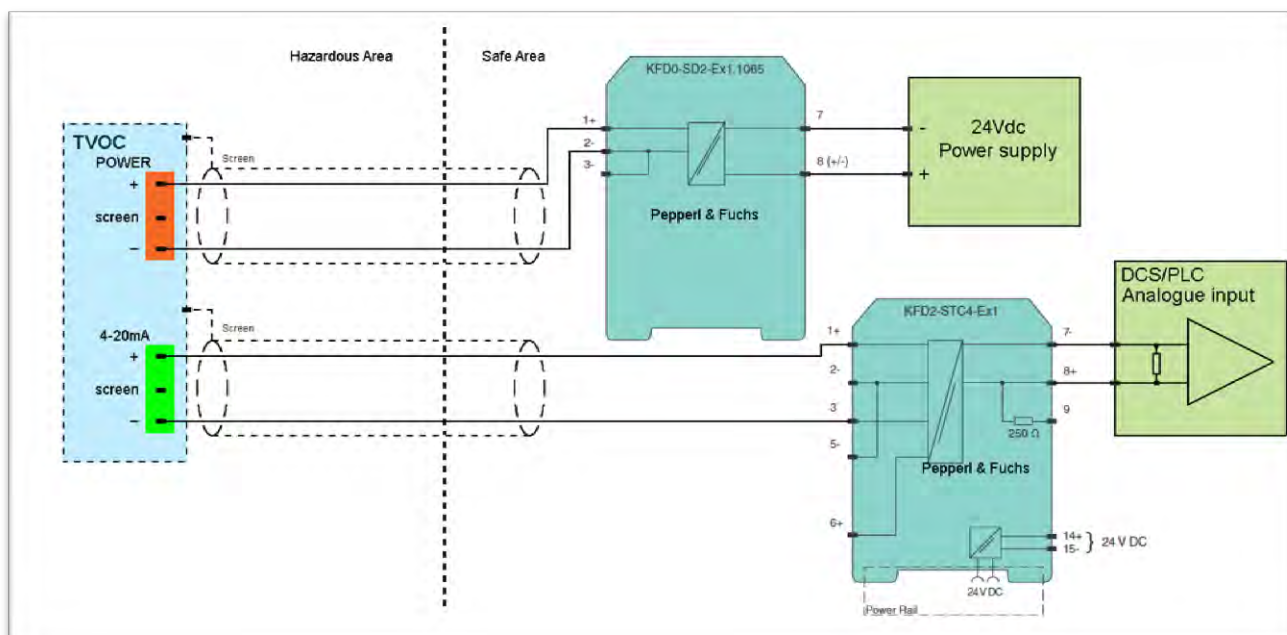 Hazardous Area
Safe Area
KFD0-SD2-Ex1.1065
TVOC
POWER
+
screen
−
Screen
1+
2-
3-
7
8 (+/-)
Pepperl & Fuchs
-
24Vdc
Power supply
+
4-20mA
+
screen
−
Screen
KFD2-STC4-Ex1
1+
2-
3
5-
6+
7-
8+
9
250 Ω
Pepperl & Fuchs
14+
15-
} 24 V DC
24V DC
Power Rail
DCS/PLC
Analogue input